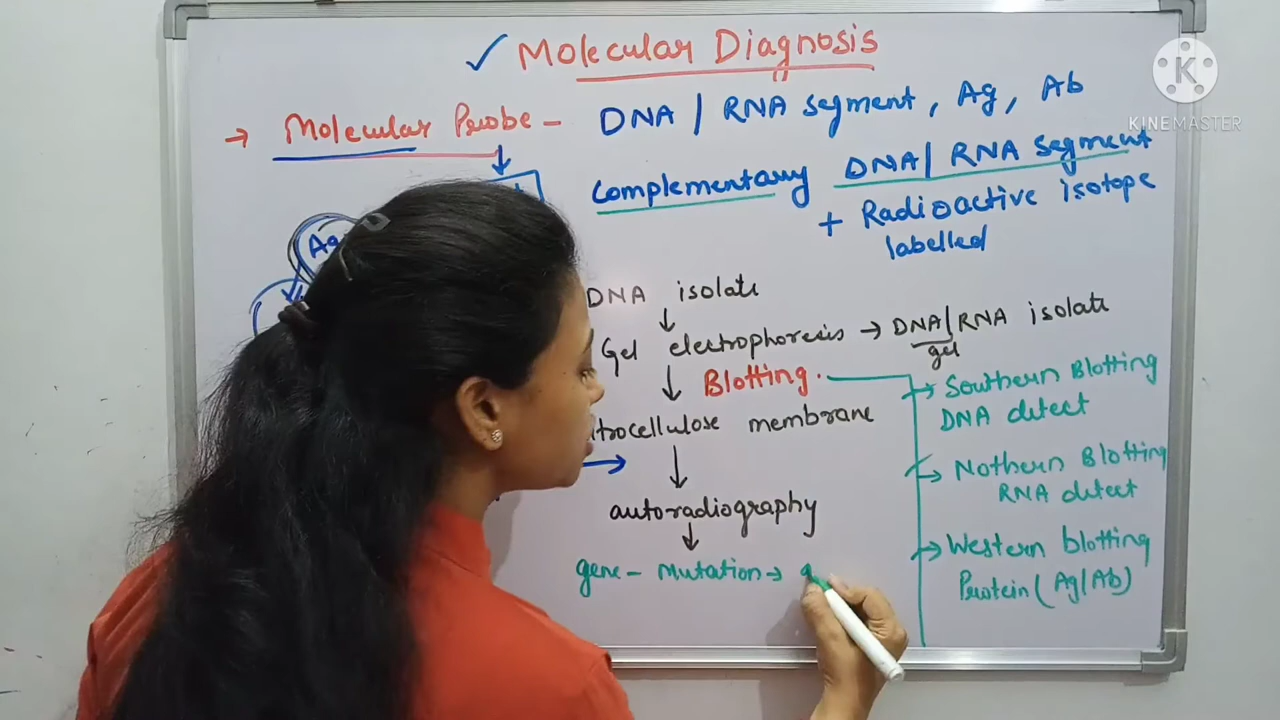 ✓ Molecular Diagnosis
→ Molecular Probe - DNA / RNA segment, Ag, Ab
Complementary DNA / RNA segment
+ Radioactive isotope
labelled
Ag
DNA isolate
↓
Gel electrophoresis → DNA/RNA isolate
gel
↓ Blotting.
membrane
↓
autoradiography
↓
gene - Mutation →
→ Southern Blotting
DNA detect
→ Nothern Blotting
RNA detect
→ Western blotting
Protein (Ag/Ab)
KINEMASTER